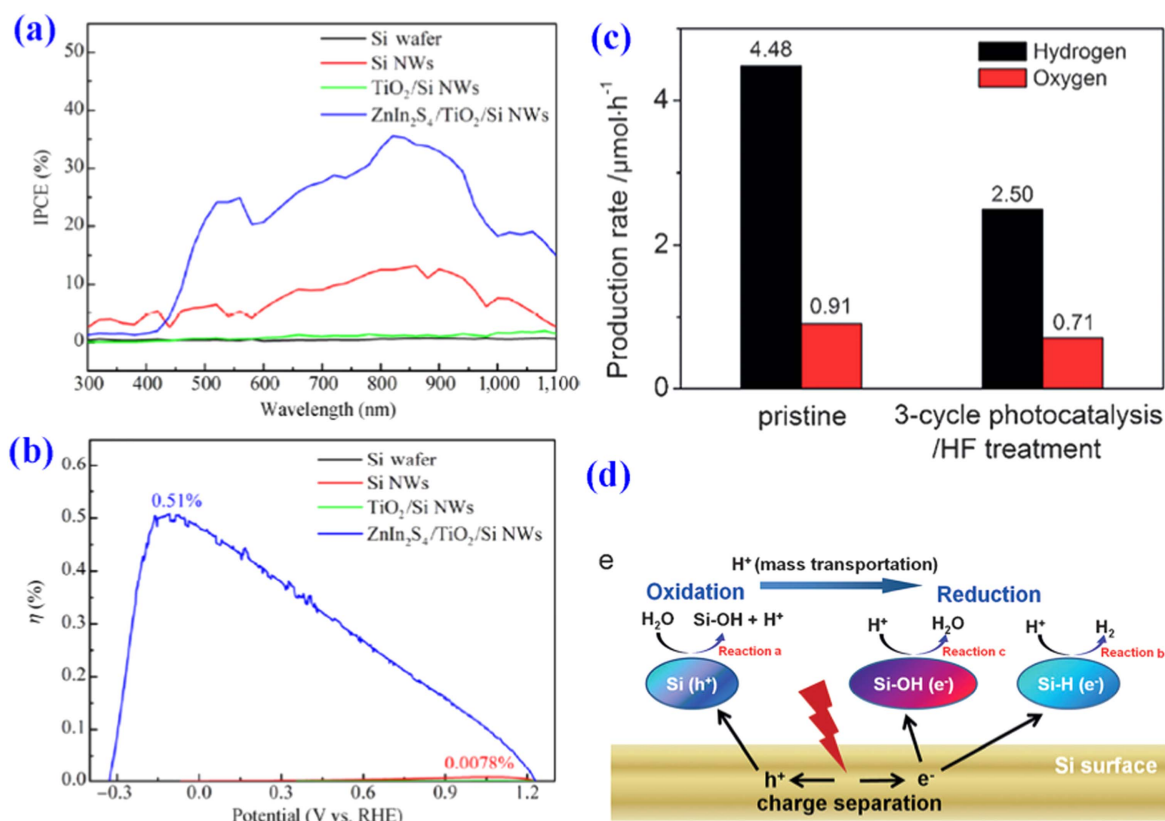 (a)
Si wafer
Si NWs
TiO₂/Si NWs
ZnIn₂S₄/TiO₂/Si NWs
50
40
30
20
10
0
IPCE (%)
300 400 500 600 700 800 900 1,000 1,100
Wavelength (nm)
(b)
Si wafer
Si NWs
TiO₂/Si NWs
ZnIn₂S₄/TiO₂/Si NWs
0.6
0.5
0.4
0.3
0.2
0.1
0
η (%)
0.51%
0.0078%
−0.3 0.0 0.3 0.6 0.9 1.2
Potential (V vs. RHE)
(c)
Hydrogen
Oxygen
4
2
0
Production rate /μmol·h⁻¹
4.48
0.91
2.50
0.71
pristine
3-cycle photocatalysis
/HF treatment
(d)
e
H⁺ (mass transportation)
Oxidation
Reduction
H₂O Si-OH + H⁺
H⁺ H₂O
H⁺ H₂
Reaction a
Reaction c
Reaction b
Si (h⁺)
Si-OH (e⁻)
Si-H (e⁻)
Si surface
h⁺ e⁻
charge separation